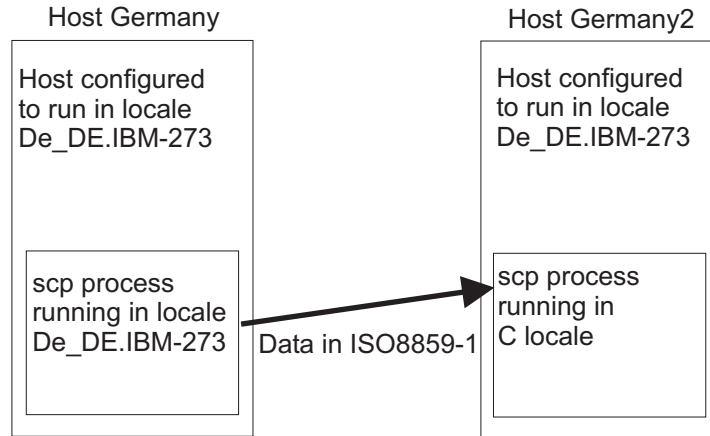 Host Germany
Host configured
to run in locale
De_DE.IBM-273
scp process
running in locale
De_DE.IBM-273
Data in ISO8859-1
Host Germany2
Host configured
to run in locale
De_DE.IBM-273
scp process
running in
C locale